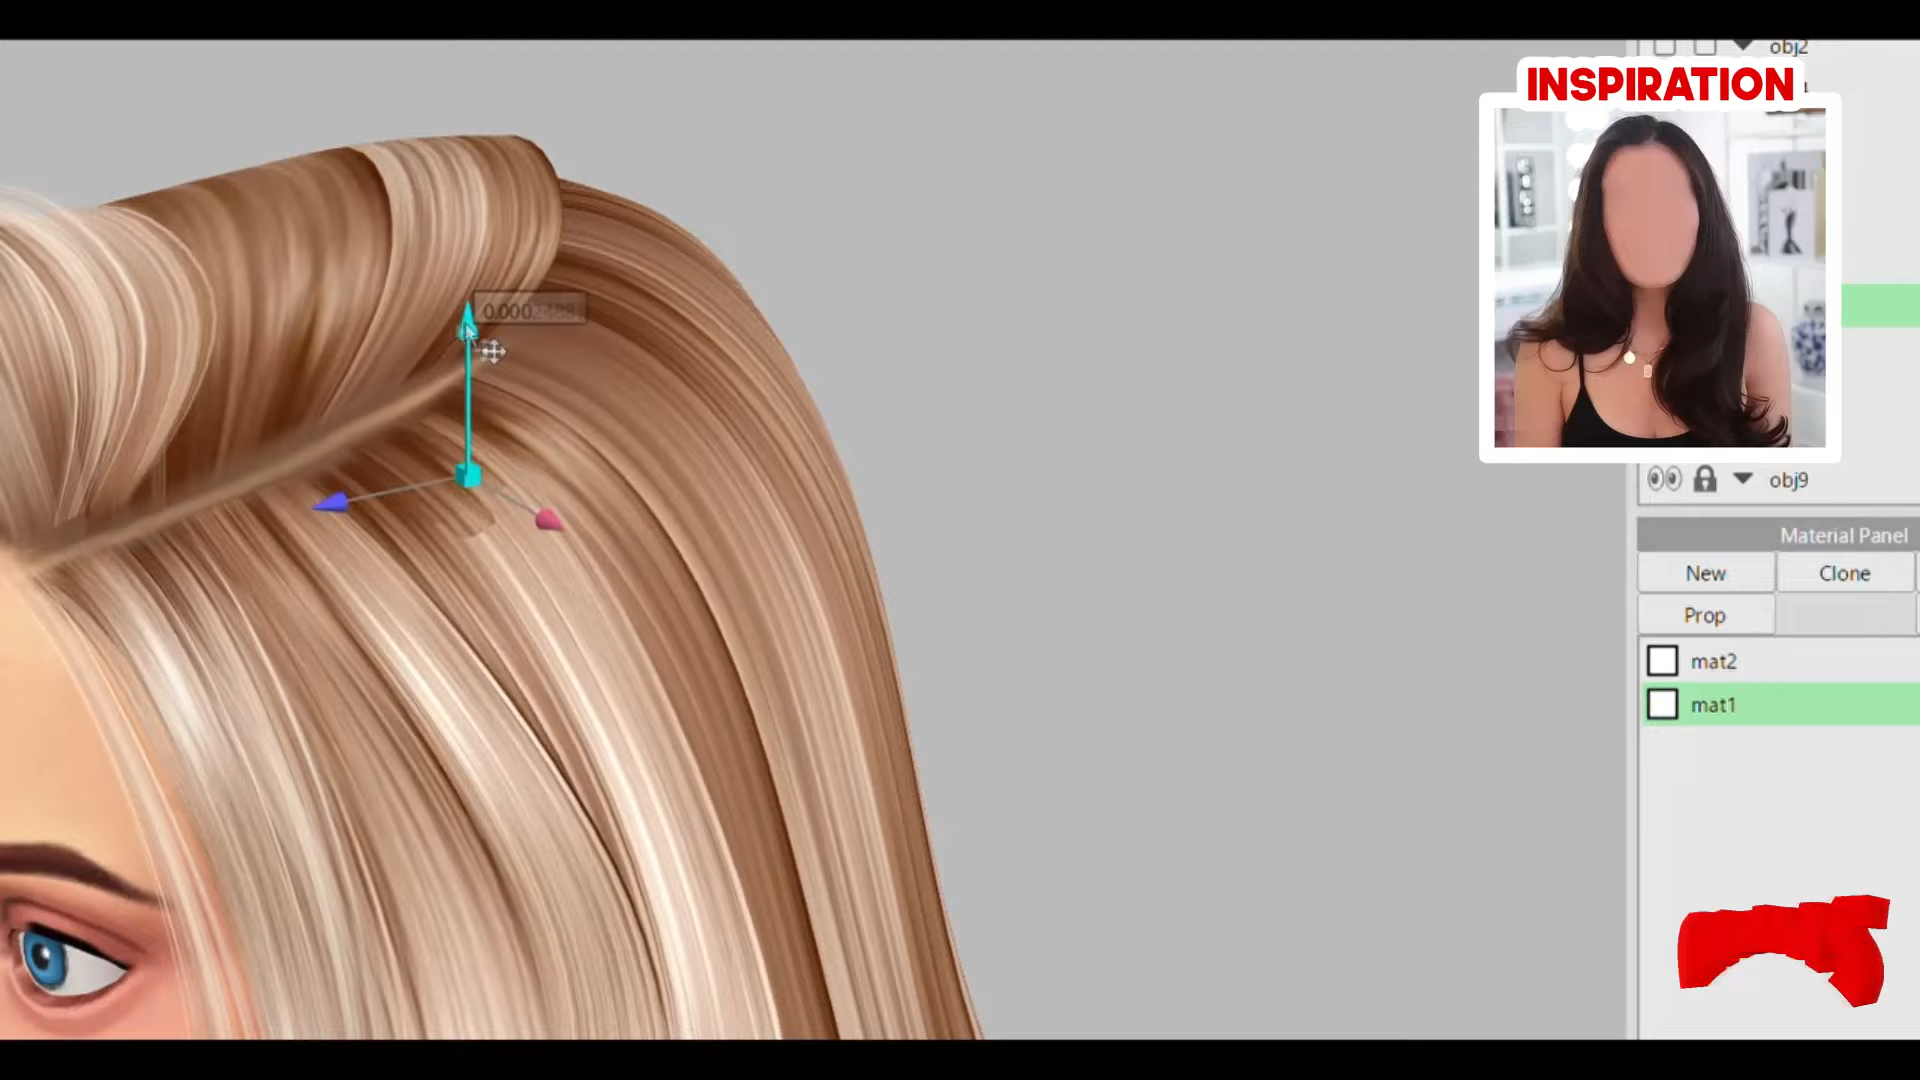 obj2
INSPIRATION
0.000
obj9
Material Panel
New
Clone
Prop
mat2
mat1